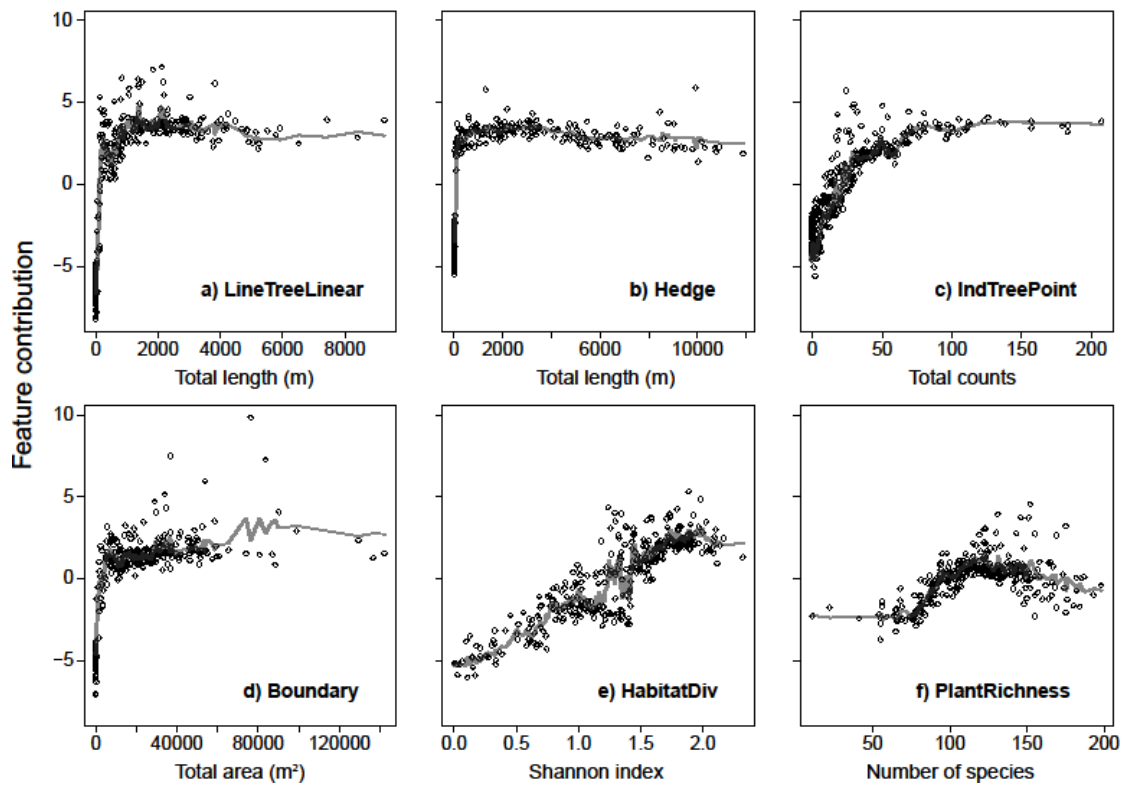 10
5
0
−5
Feature contribution
a) LineTreeLinear
b) Hedge
c) IndTreePoint
0 2000 4000 6000 8000
0 2000 6000 10000
0 50 100 150 200
Total length (m)
Total length (m)
Total counts
10
5
0
−5
d) Boundary
e) HabitatDiv
f) PlantRichness
0 40000 80000 120000
0.0 0.5 1.0 1.5 2.0
50 100 150 200
Total area (m²)
Shannon index
Number of species